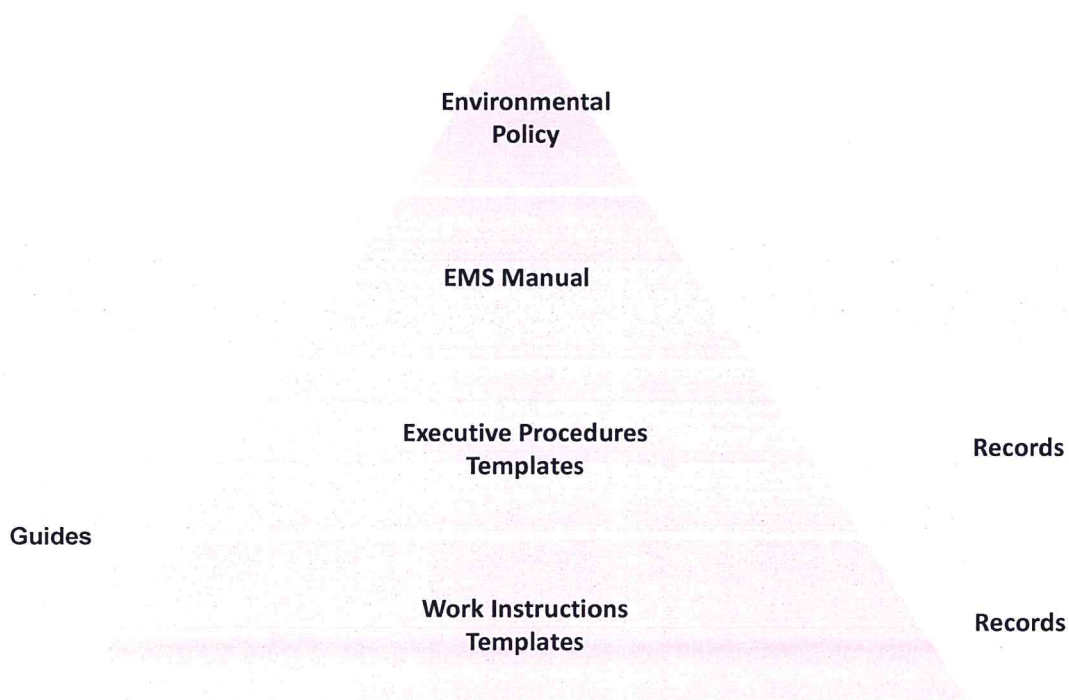 Environmental
Policy
EMS Manual
Executive Procedures
Templates
Records
Guides
Work Instructions
Templates
Records